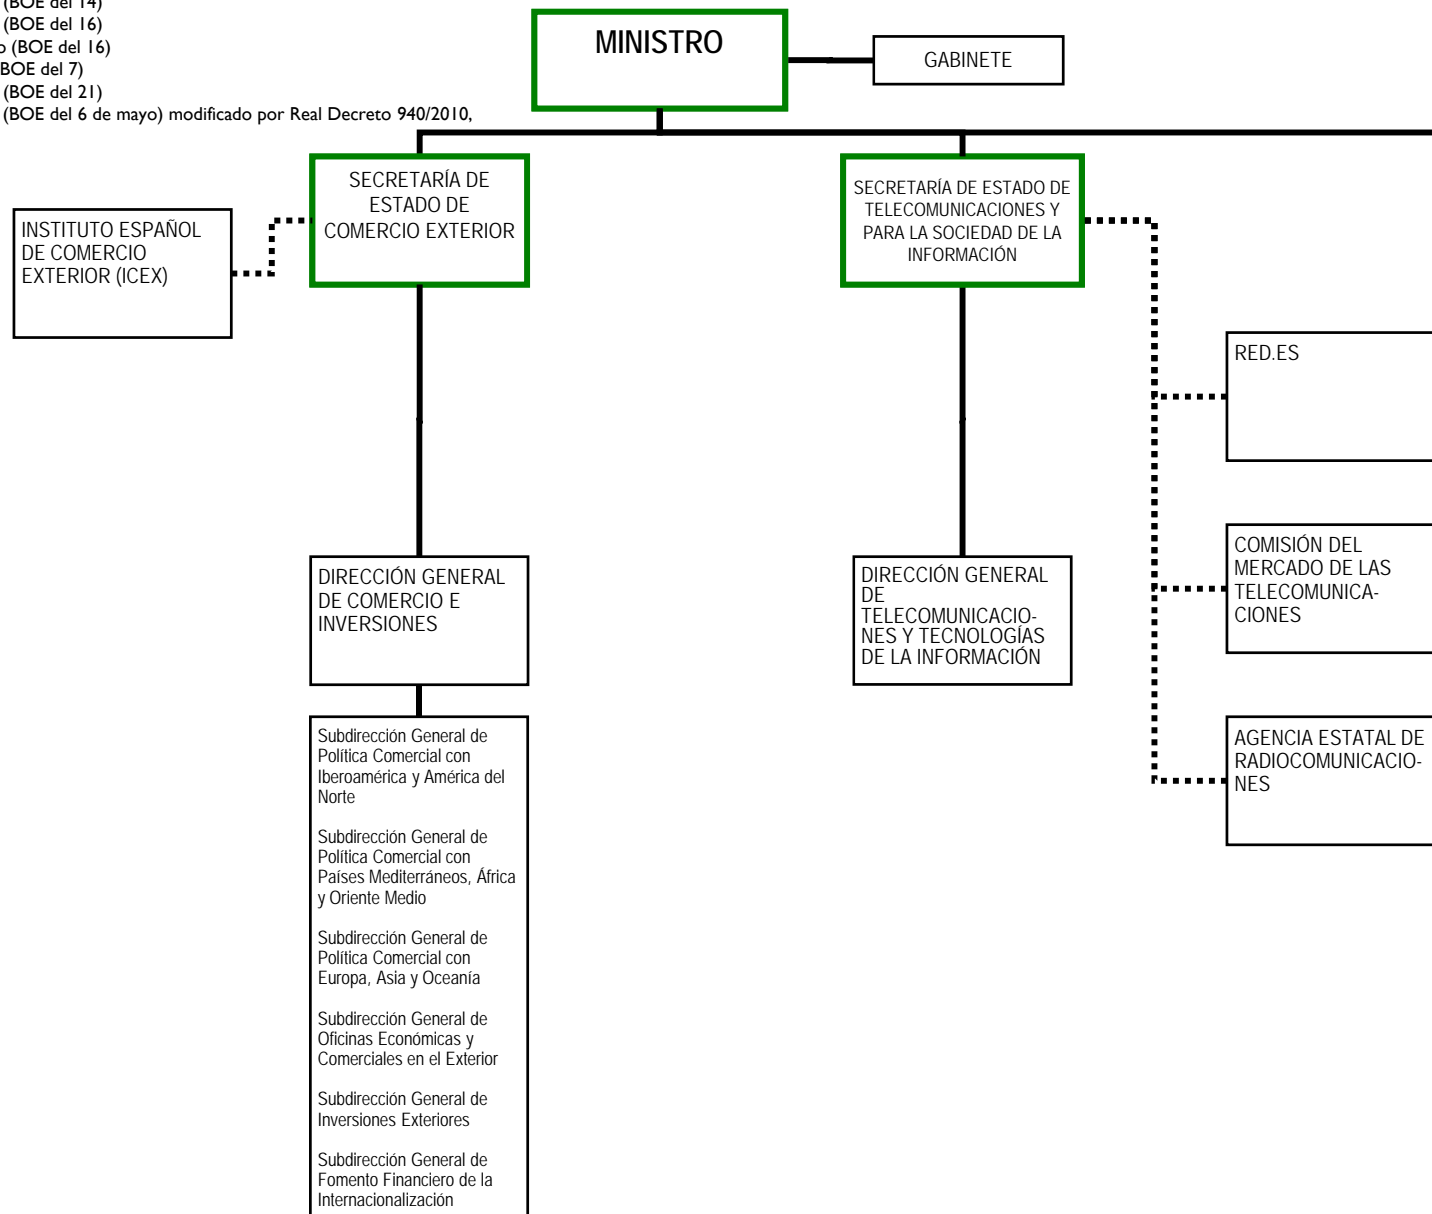 (BOE del 14)
(BOE del 16)
o (BOE del 16)
BOE del 7)
(BOE del 21)
(BOE del 6 de mayo) modificado por Real Decreto 940/2010,
MINISTRO
GABINETE
SECRETARÍA DE
ESTADO DE
COMERCIO EXTERIOR
SECRETARÍA DE ESTADO DE
TELECOMUNICACIONES Y
PARA LA SOCIEDAD DE LA
INFORMACIÓN
INSTITUTO ESPAÑOL
DE COMERCIO
EXTERIOR (ICEX)
RED.ES
COMISIÓN DEL
MERCADO DE LAS
TELECOMUNICA-
CIONES
DIRECCIÓN GENERAL
DE COMERCIO E
INVERSIONES
DIRECCIÓN GENERAL
DE
TELECOMUNICACIO-
NES Y TECNOLOGÍAS
DE LA INFORMACIÓN
AGENCIA ESTATAL DE
RADIOCOMUNICACIO-
NES
Subdirección General de
Política Comercial con
Iberoamérica y América del
Norte
Subdirección General de
Política Comercial con
Países Mediterráneos, África
y Oriente Medio
Subdirección General de
Política Comercial con
Europa, Asia y Oceanía
Subdirección General de
Oficinas Económicas y
Comerciales en el Exterior
Subdirección General de
Inversiones Exteriores
Subdirección General de
Fomento Financiero de la
Internacionalización